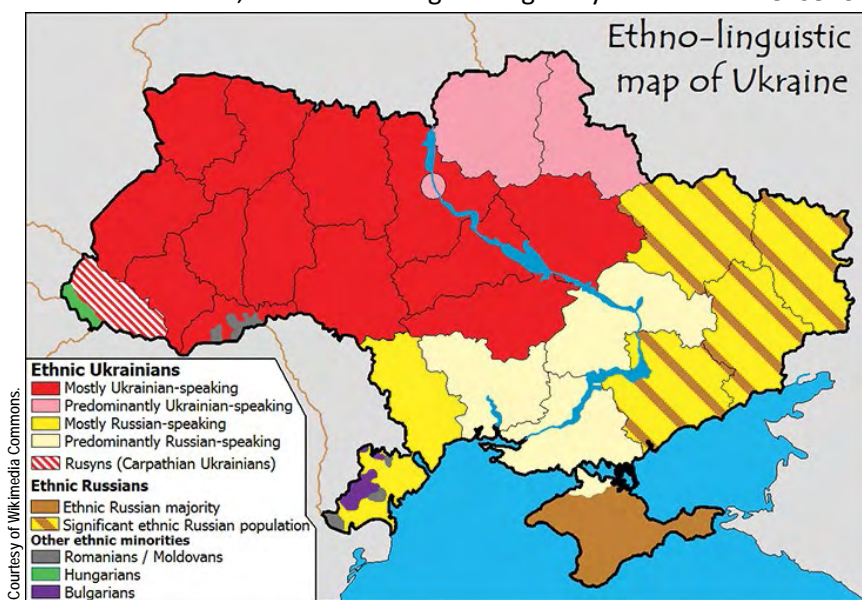 Ethno-linguistic
map of Ukraine
Ethnic Ukrainians
Mostly Ukrainian-speaking
Predominantly Ukrainian-speaking
Mostly Russian-speaking
Predominantly Russian-speaking
Rusyns (Carpathian Ukrainians)
Ethnic Russians
Ethnic Russian majority
Significant ethnic Russian population
Other ethnic minorities
Romanians / Moldovans
Hungarians
Bulgarians
Courtesy of Wikimedia Commons.